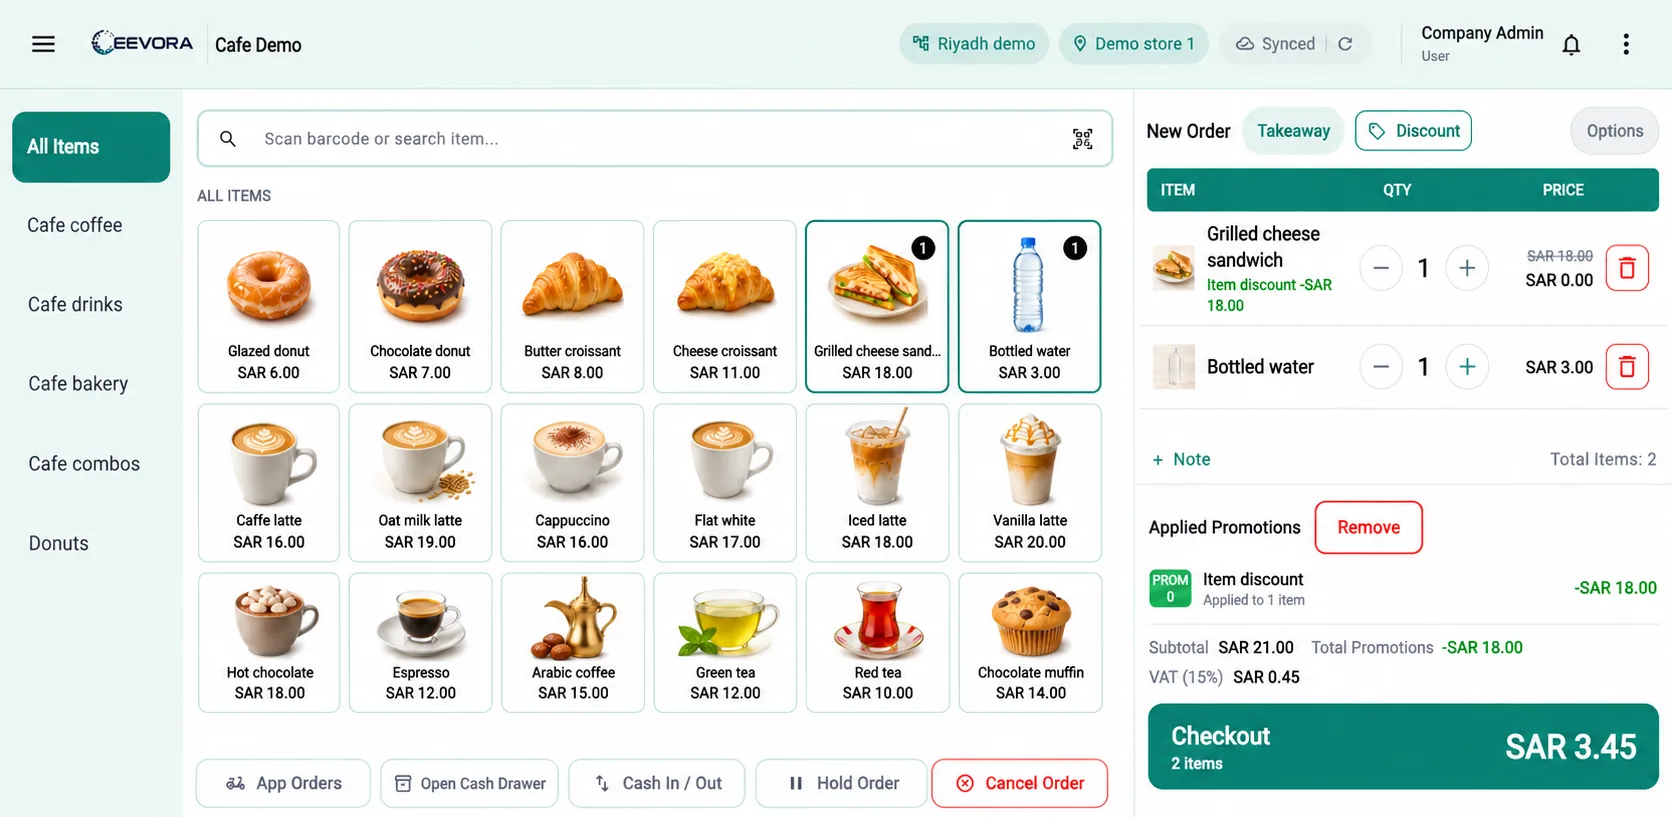 CEEVORA
Cafe Demo
Riyadh demo
Demo store 1
Synced
Company Admin
User
All Items
Cafe coffee
Cafe drinks
Cafe bakery
Cafe combos
Donuts
Scan barcode or search item...
ALL ITEMS
Glazed donut
SAR 6.00
Chocolate donut
SAR 7.00
Butter croissant
SAR 8.00
Cheese croissant
SAR 11.00
1
Grilled cheese sand...
SAR 18.00
1
Bottled water
SAR 3.00
Caffe latte
SAR 16.00
Oat milk latte
SAR 19.00
Cappuccino
SAR 16.00
Flat white
SAR 17.00
Iced latte
SAR 18.00
Vanilla latte
SAR 20.00
Hot chocolate
SAR 18.00
Espresso
SAR 12.00
Arabic coffee
SAR 15.00
Green tea
SAR 12.00
Red tea
SAR 10.00
Chocolate muffin
SAR 14.00
App Orders
Open Cash Drawer
Cash In / Out
Hold Order
Cancel Order
New Order
Takeaway
Discount
Options
ITEM QTY PRICE
Grilled cheese
sandwich
Item discount -SAR
18.00
1
SAR 18.00
SAR 0.00
Bottled water
1
SAR 3.00
+ Note
Total Items: 2
Applied Promotions
Remove
PROM
0
Item discount
Applied to 1 item
-SAR 18.00
Subtotal SAR 21.00 Total Promotions -SAR 18.00
VAT (15%) SAR 0.45
Checkout
2 items
SAR 3.45